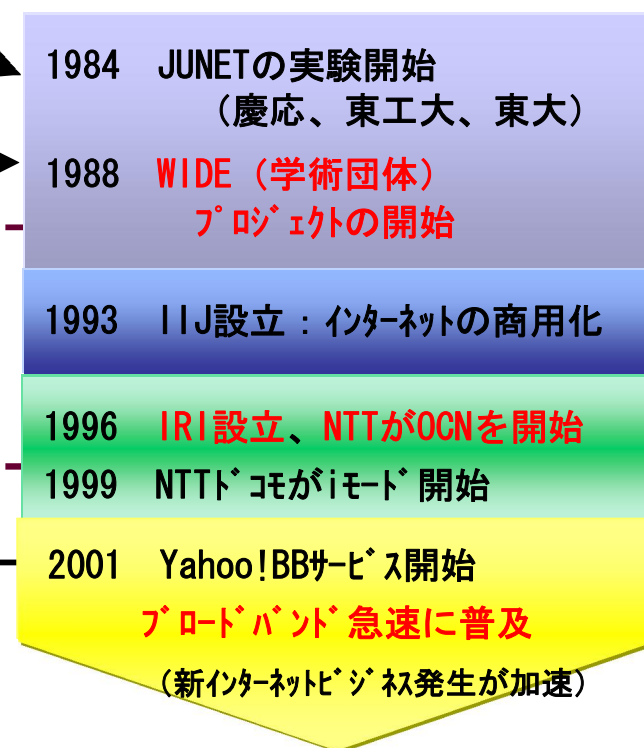 1984 JUNETの実験開始
(慶応、東工大、東大)
1988 WIDE (学術団体)
ﾌﾟﾛｼﾞｪｸﾄの開始
1993 IIJ設立:ｲﾝﾀｰﾈｯﾄの商用化
1996 IRI設立、NTTがOCNを開始
1999 NTTﾄﾞｺﾓがiﾓｰﾄﾞ開始
2001 Yahoo!BBｻｰﾋﾞｽ開始
ﾌﾞﾛｰﾄﾞﾊﾞﾝﾄﾞ急速に普及
(新ｲﾝﾀｰﾈｯﾄﾋﾞｼﾞﾈｽ発生が加速)